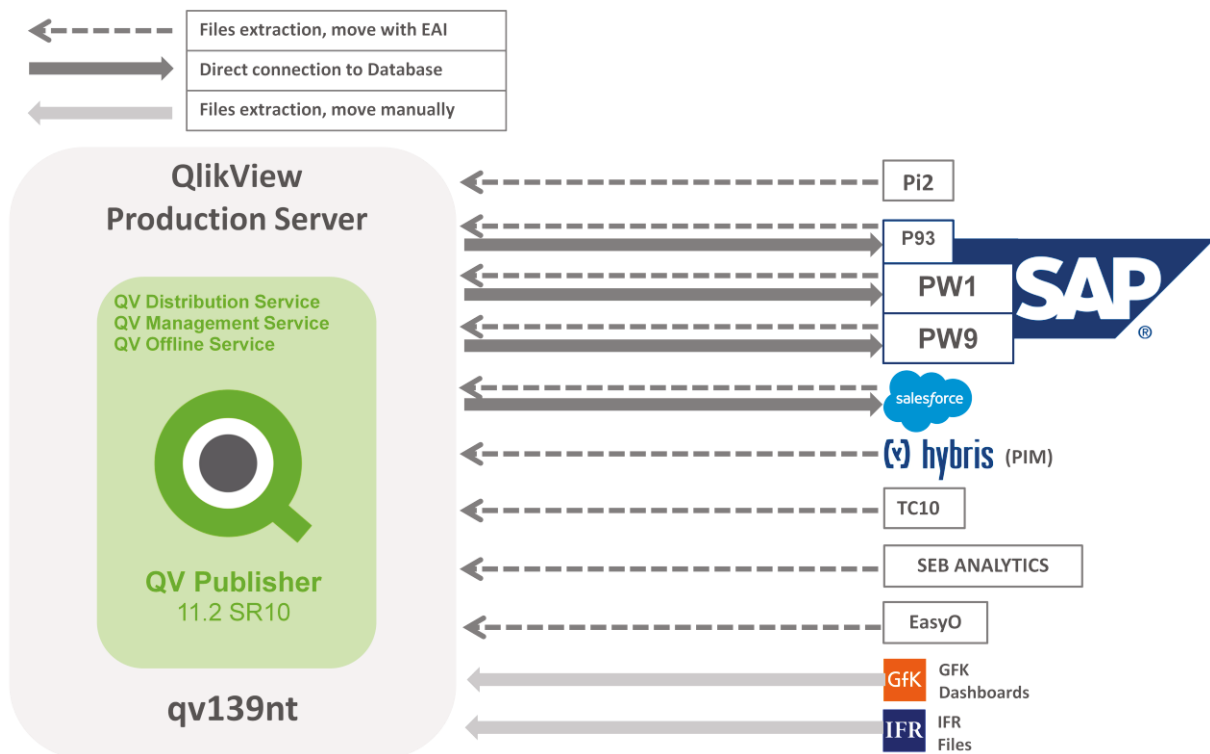 Files extraction, move with EAI
Direct connection to Database
Files extraction, move manually
QlikView
Production Server
QV Distribution Service
QV Management Service
QV Offline Service
QV Publisher
11.2 SR10
qv139nt
Pi2
P93
PW1
PW9
SAP
®
salesforce
(y) hybris (PIM)
TC10
SEB ANALYTICS
EasyO
GfK
GFK
Dashboards
IFR
IFR
Files